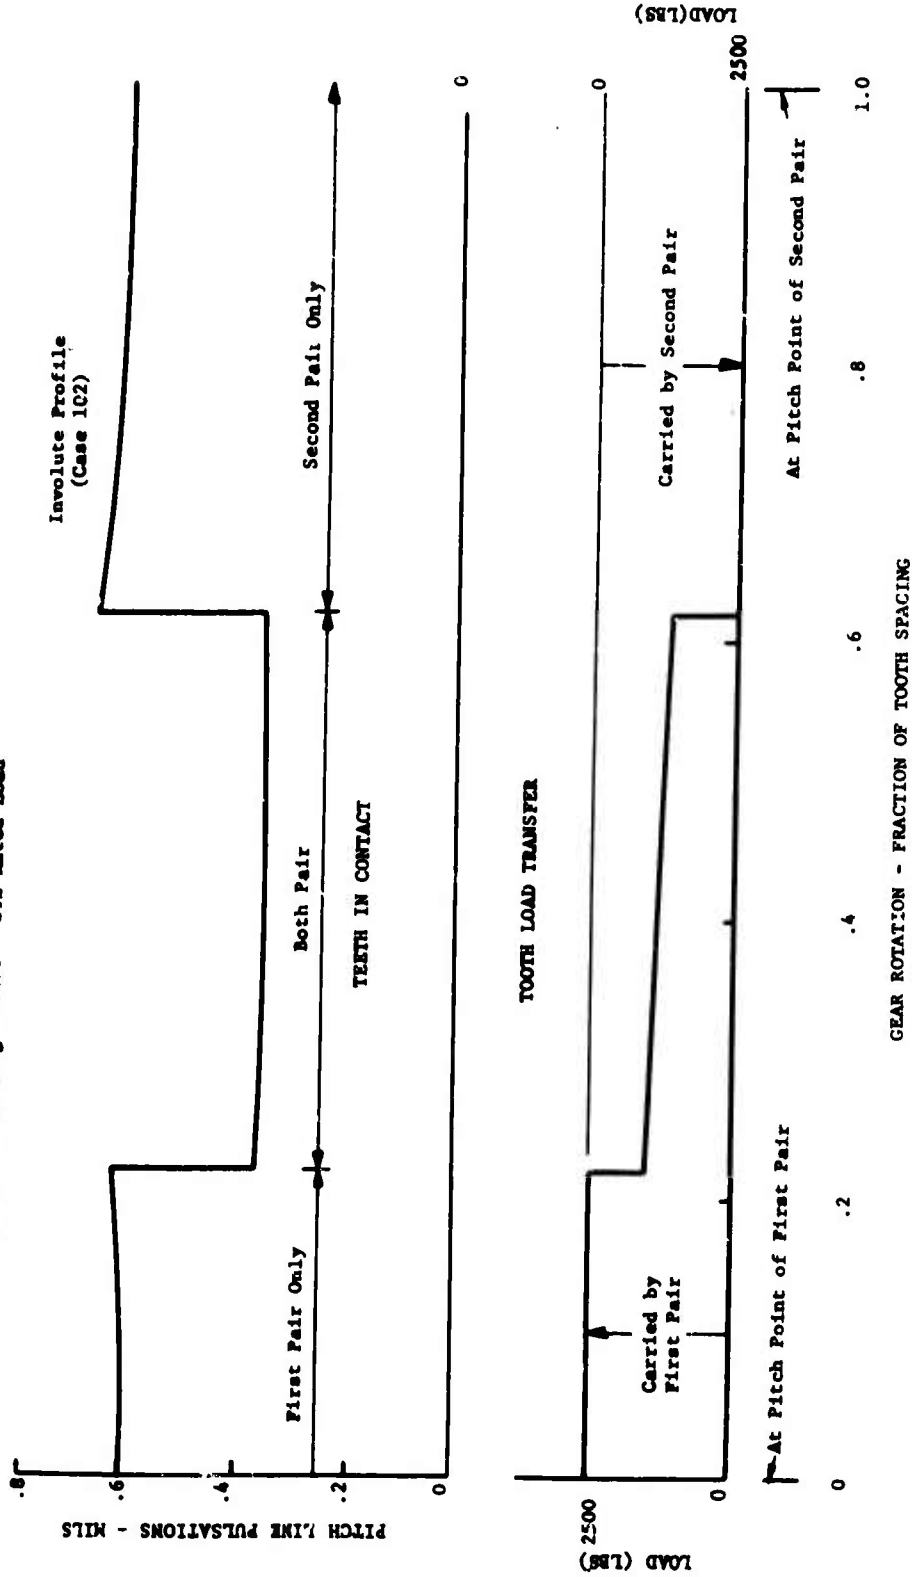 Involute Profile
(Case 102)
PITCH LINE PULSATIONS - MILS
.8
.6
.4
.2
0
0
First Pair Only
Both Pair
Second Pair Only
TEETH IN CONTACT
TOOTH LOAD TRANSFER
LOAD (LBS)
2500
0
Carried by
First Pair
Carried by Second Pair
0
2500
LOAD(LBS)
At Pitch Point of First Pair
At Pitch Point of Second Pair
0
.2
.4
.6
.8
1.0
GEAR ROTATION - FRACTION OF TOOTH SPACING